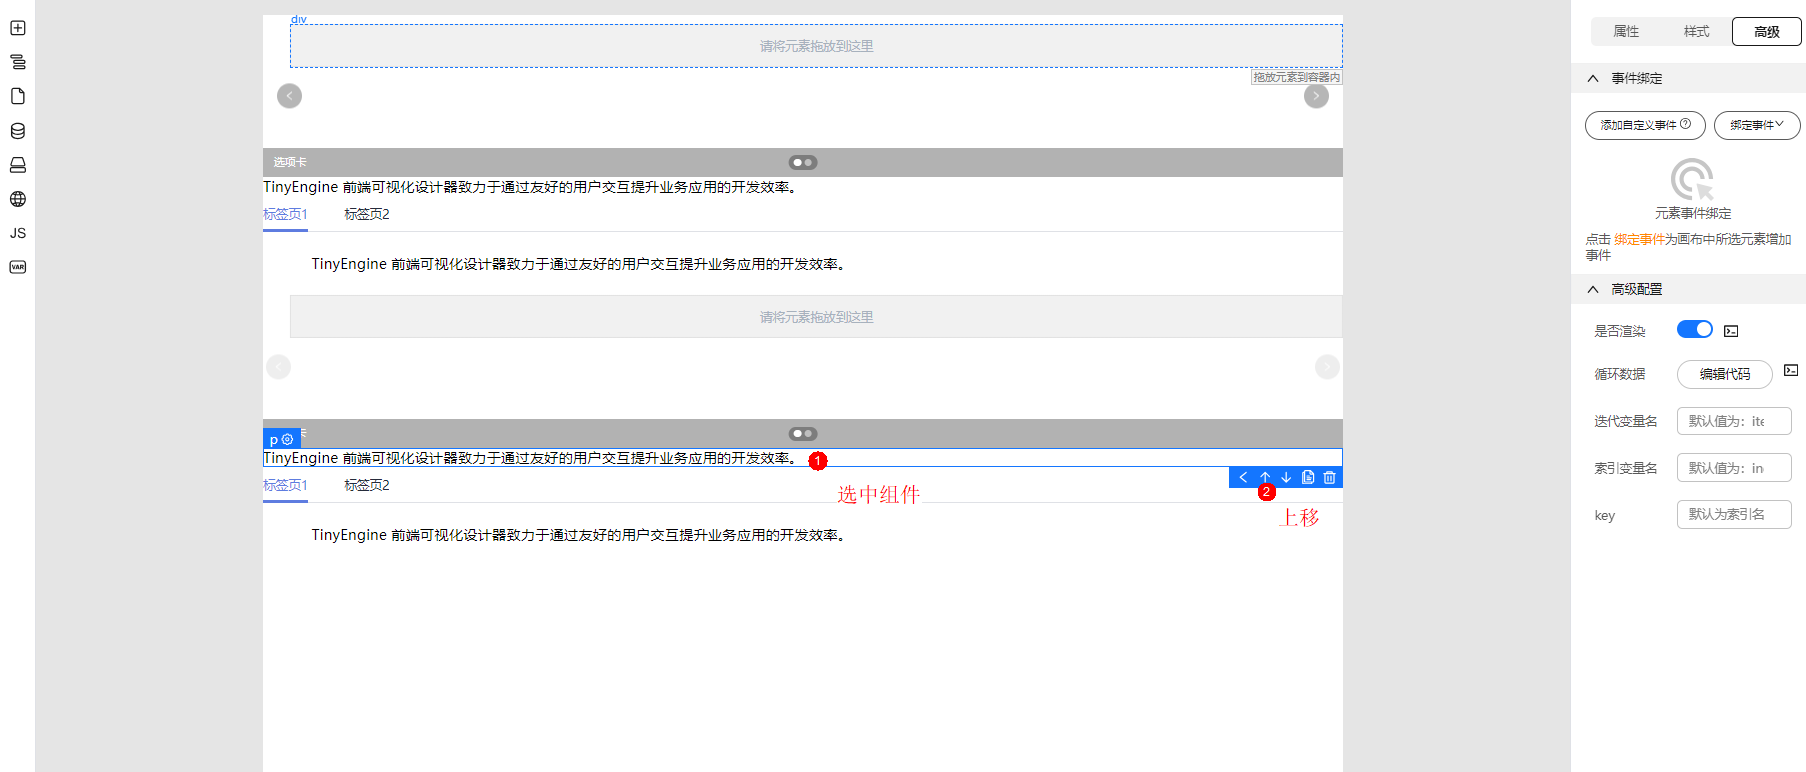 div
请将元素拖放到这里
拖放元素到容器内
选项卡
TinyEngine 前端可视化设计器致力于通过友好的用户交互提升业务应用的开发效率。
标签页1 标签页2
TinyEngine 前端可视化设计器致力于通过友好的用户交互提升业务应用的开发效率。
请将元素拖放到这里
卡
p
TinyEngine 前端可视化设计器致力于通过友好的用户交互提升业务应用的开发效率。
1
标签页1 标签页2
选中组件
2
上移
TinyEngine 前端可视化设计器致力于通过友好的用户交互提升业务应用的开发效率。
JS
VAR
属性 样式 高级
事件绑定
添加自定义事件 绑定事件
元素事件绑定
点击 绑定事件为画布中所选元素增加
事件
高级配置
是否渲染
循环数据 编辑代码
迭代变量名 默认值为：ite
索引变量名 默认值为：in
key 默认为索引名